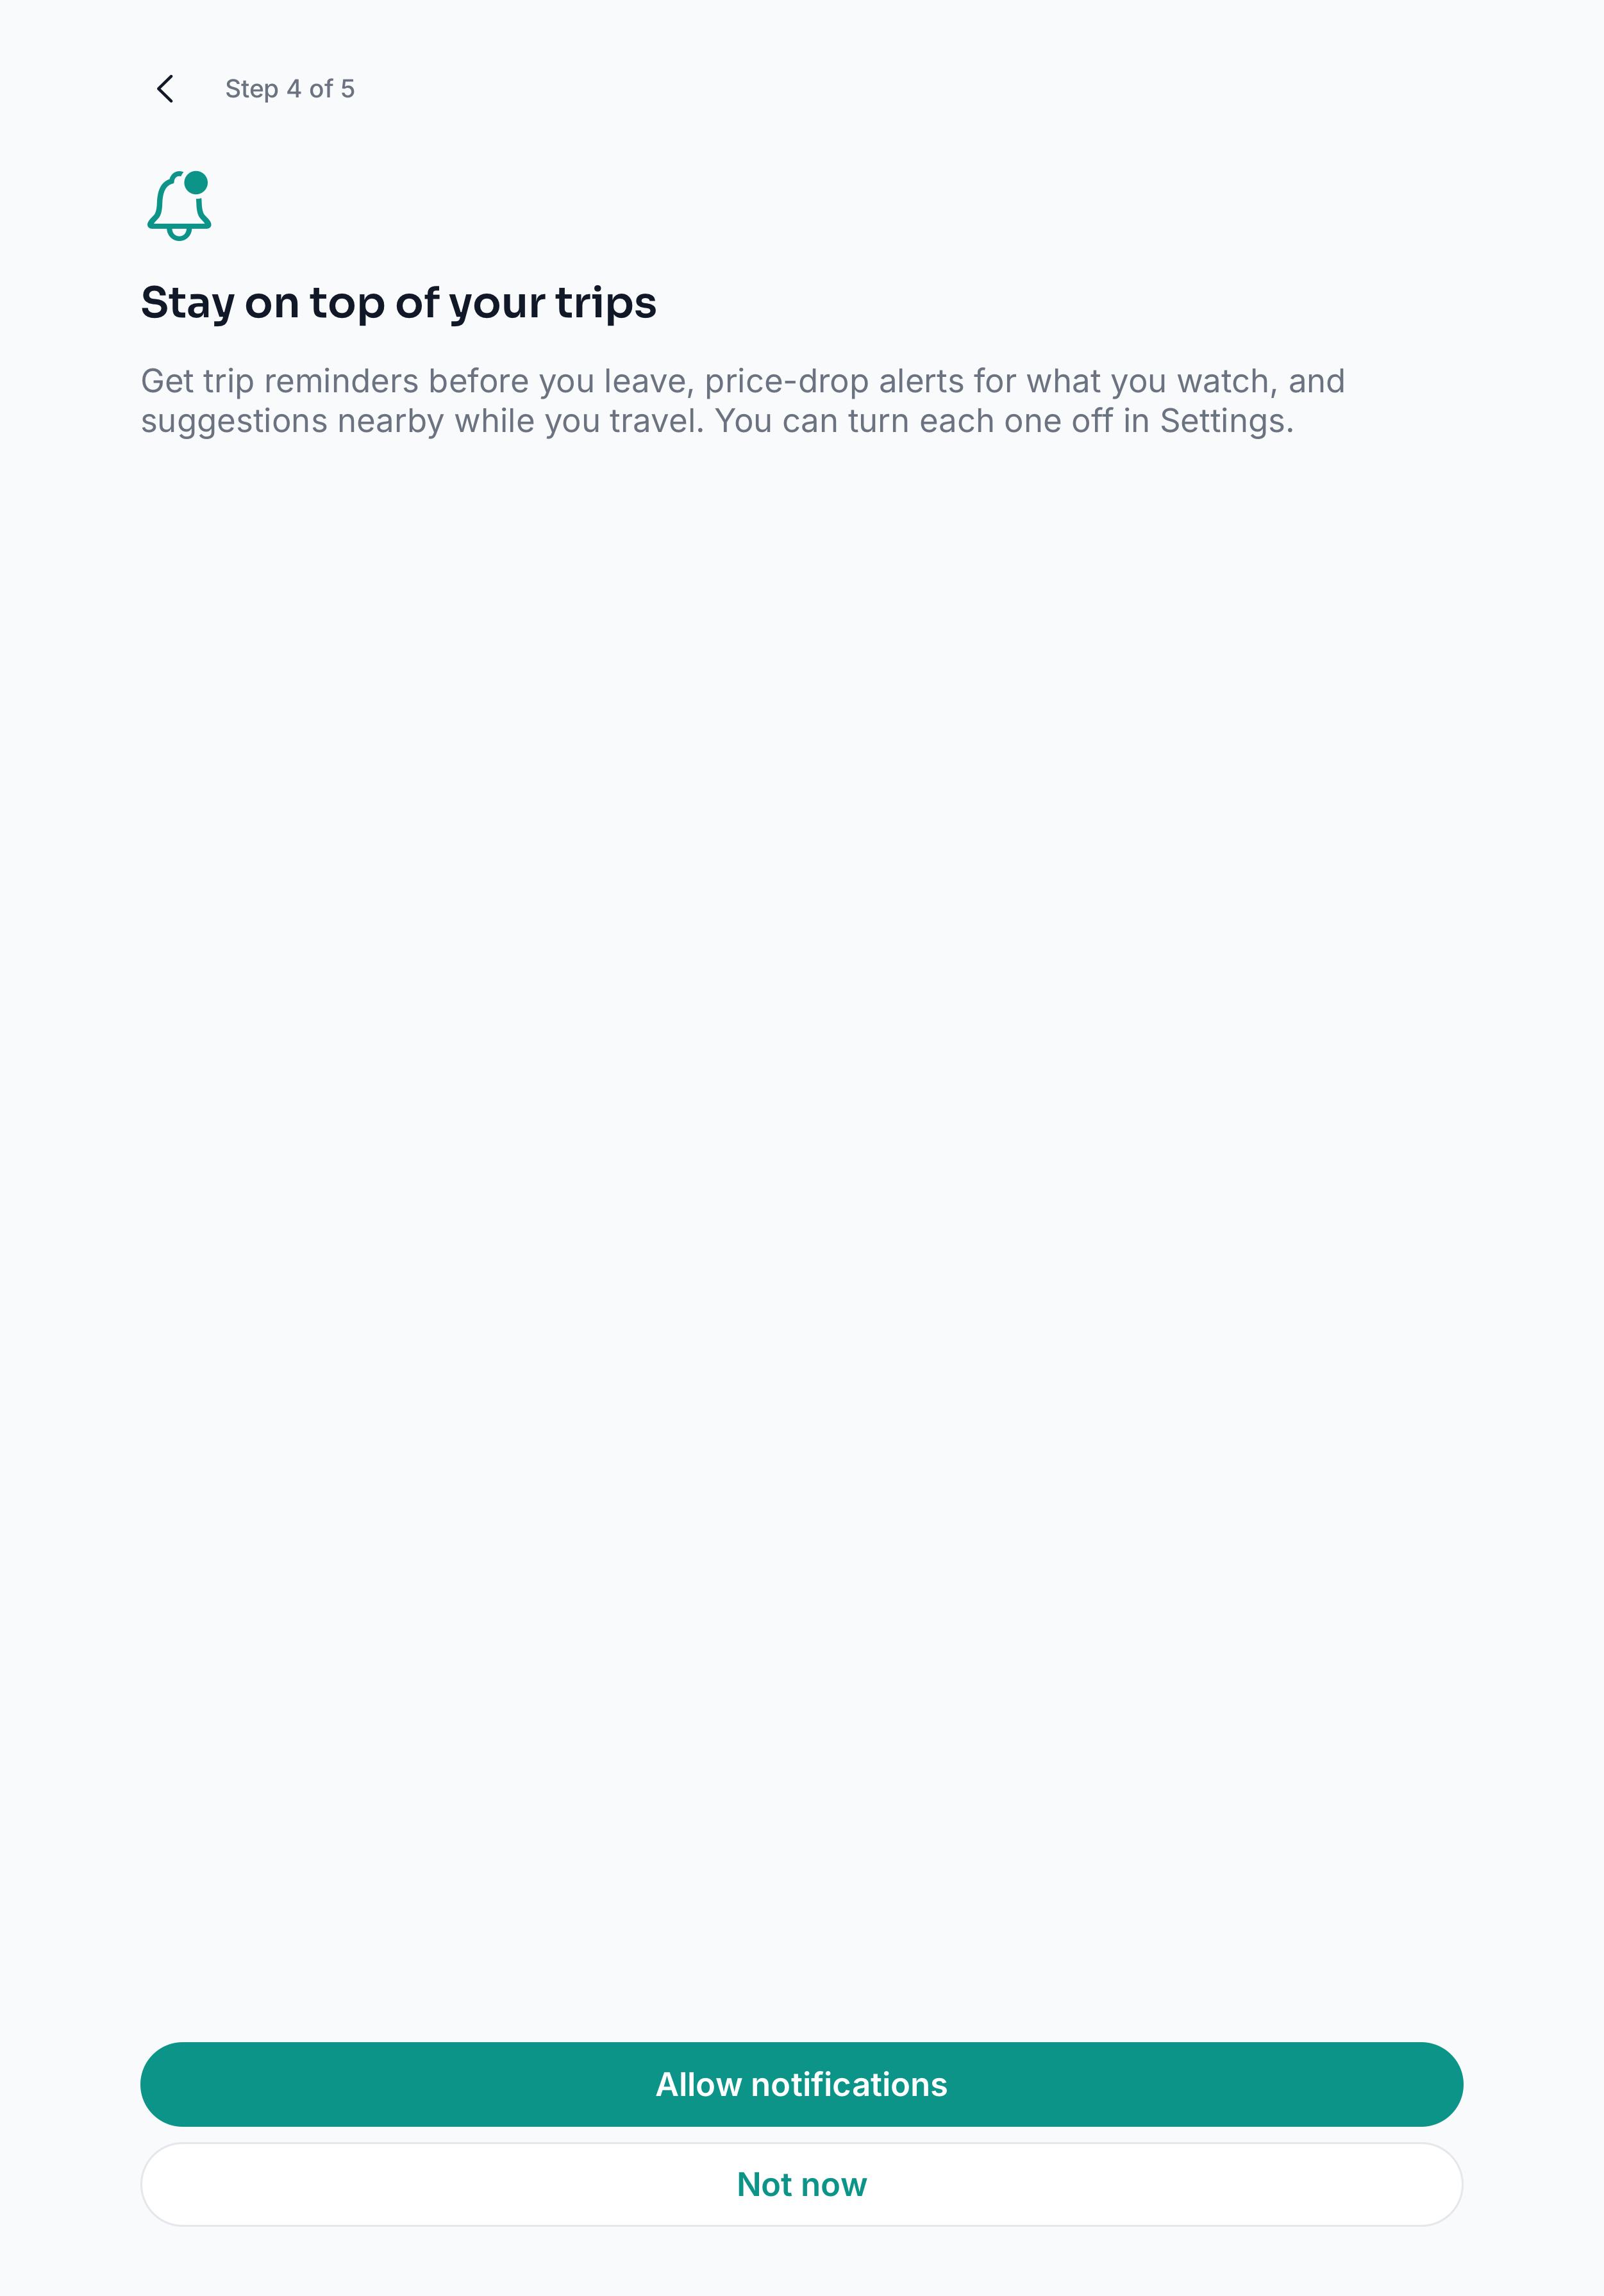 Step 4 of 5
Stay on top of your trips
Get trip reminders before you leave, price-drop alerts for what you watch, and
suggestions nearby while you travel. You can turn each one off in Settings.
Allow notifications
Not now